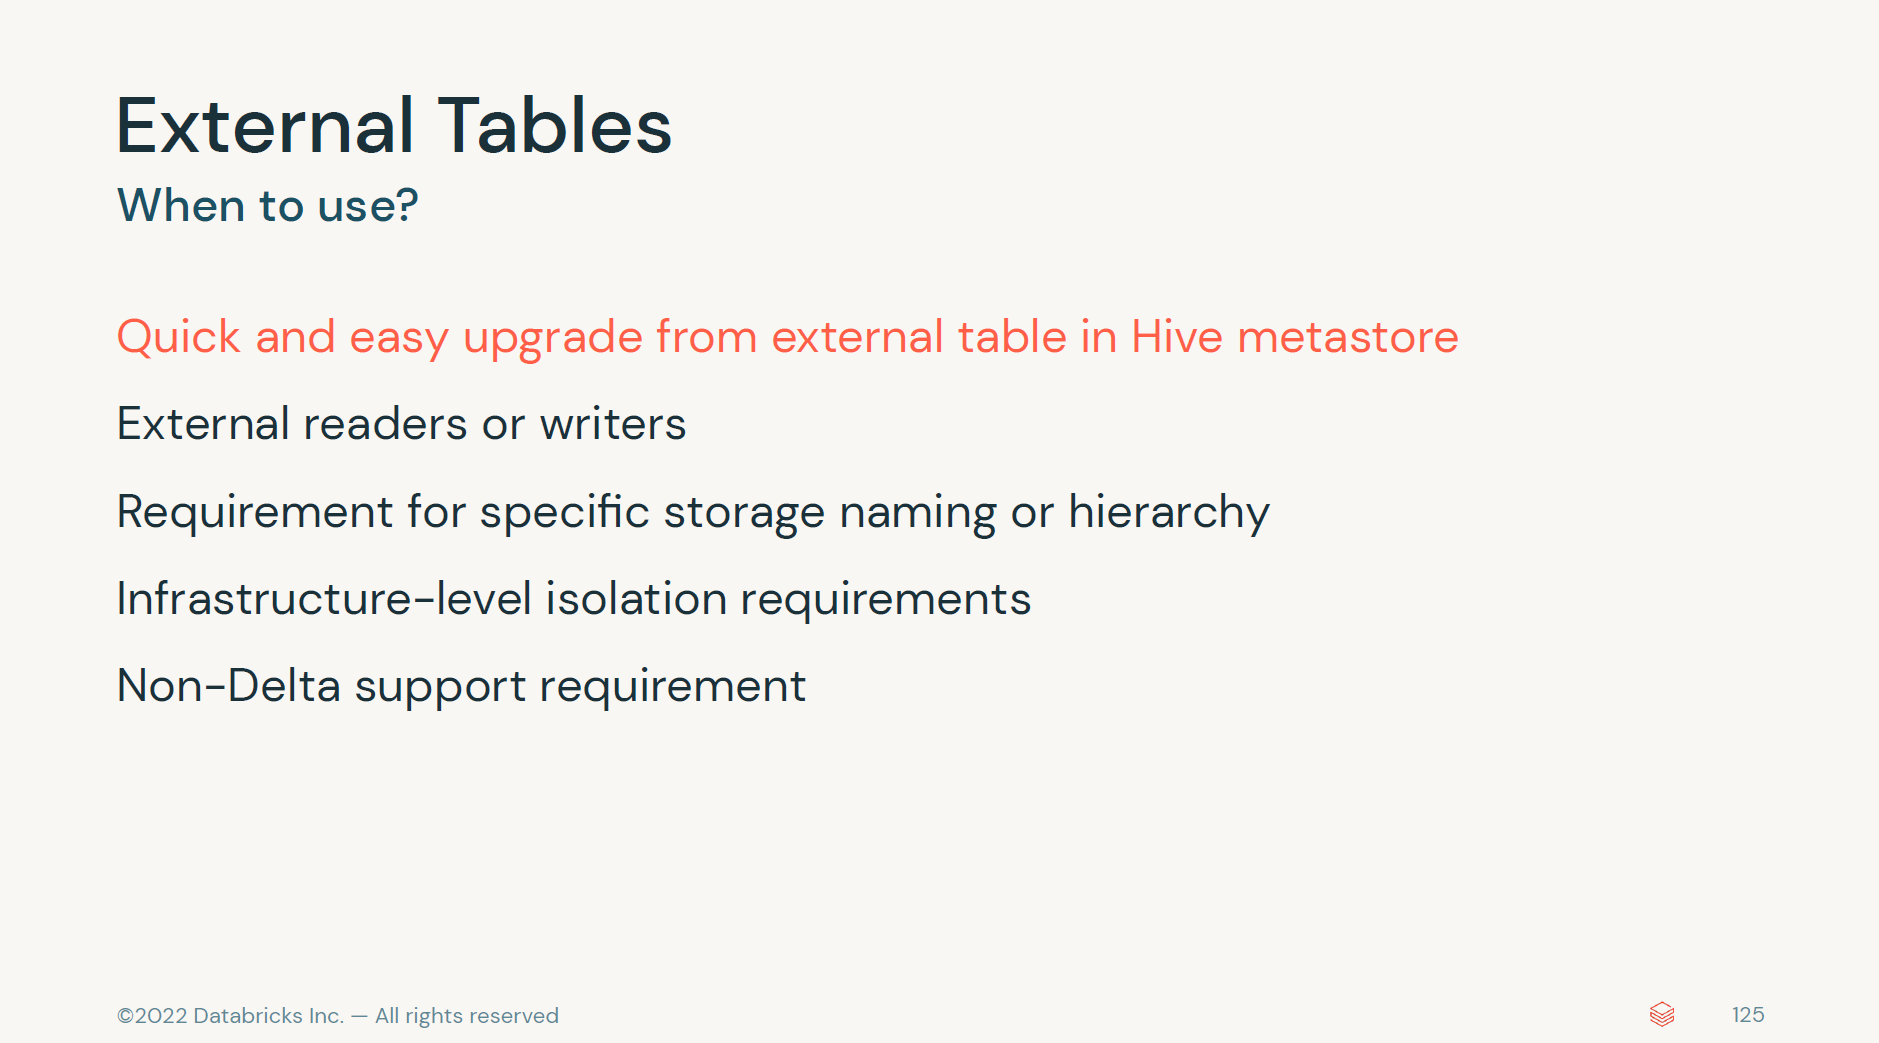 External Tables
When to use?
Quick and easy upgrade from external table in Hive metastore
External readers or writers
Requirement for specific storage naming or hierarchy
Infrastructure-level isolation requirements
Non-Delta support requirement
©2022 Databricks Inc. — All rights reserved
125